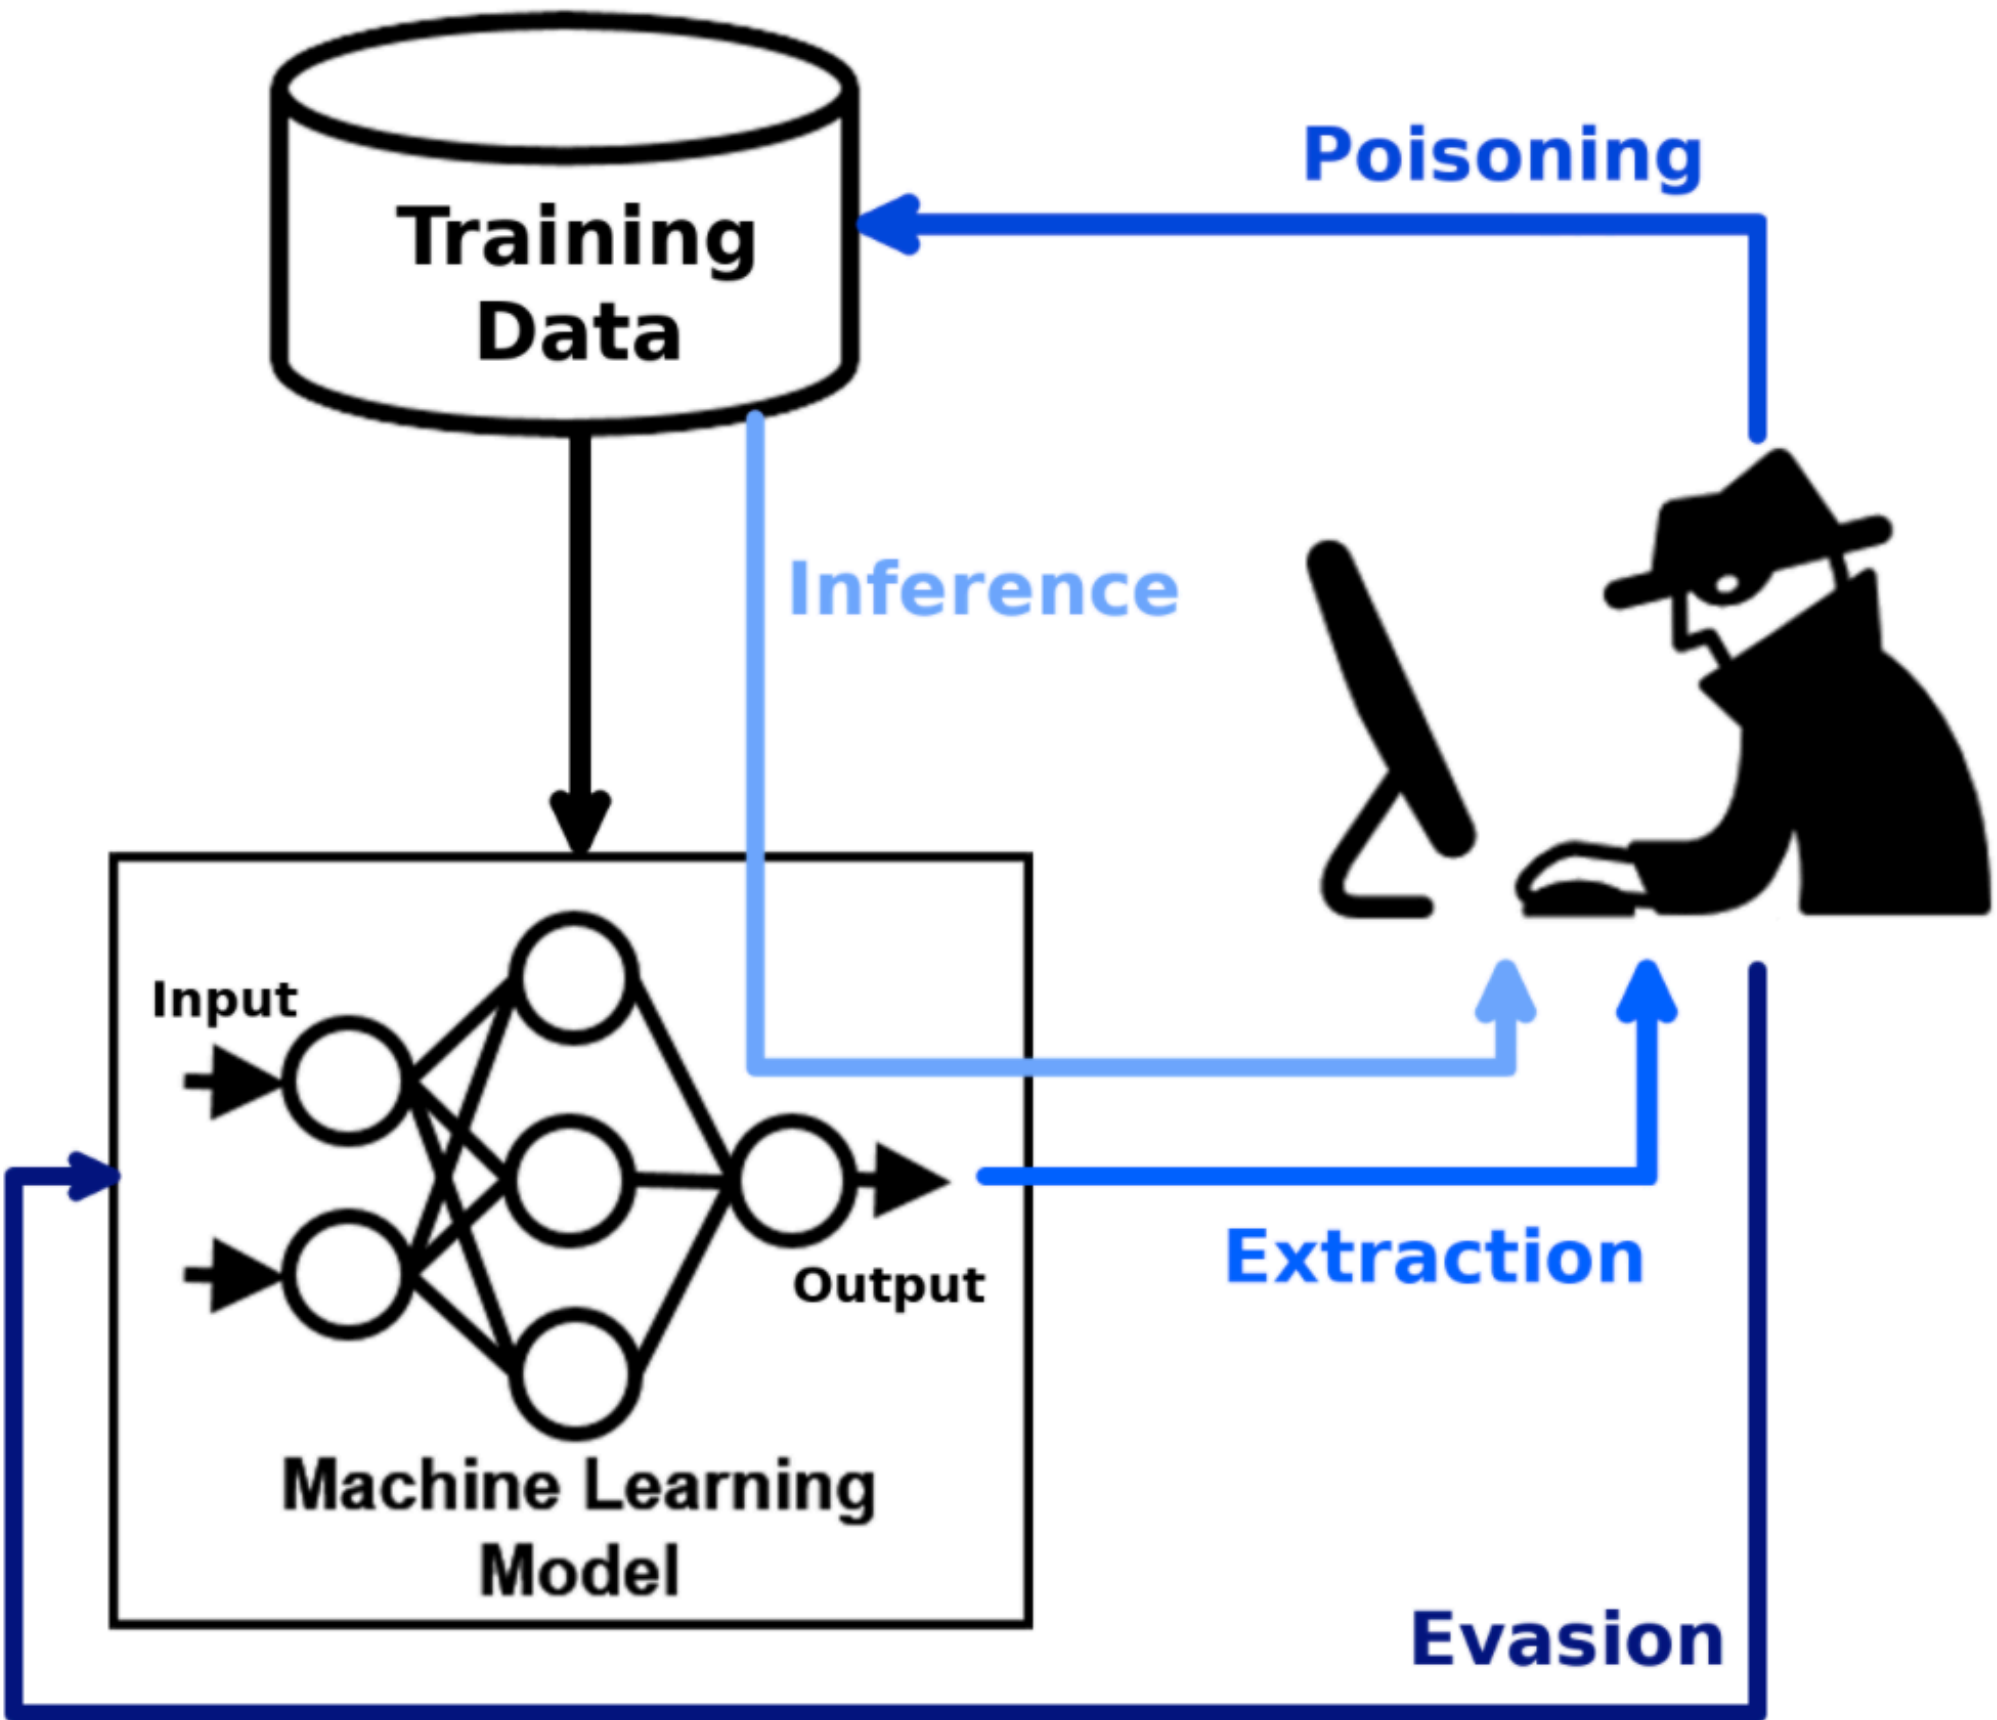 Training
Data
Poisoning
Inference
Input
Output
Machine Learning
Model
Extraction
Evasion